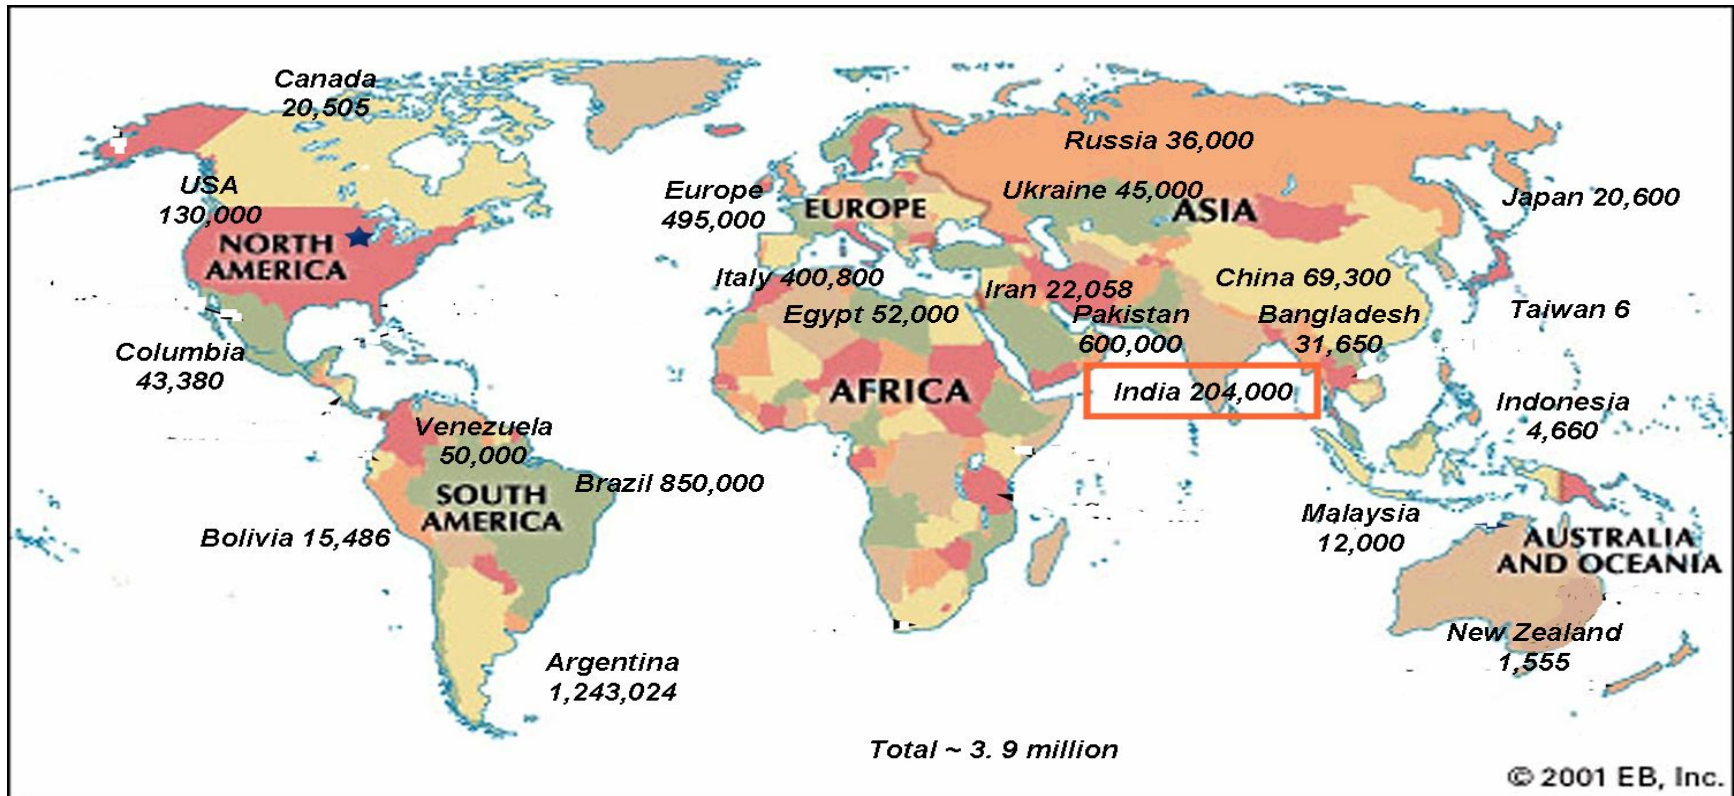 Canada
20,505
Russia 36,000
USA
130,000
Europe
495,000
Ukraine 45,000
Japan 20,600
EUROPE
ASIA
NORTH
AMERICA
Italy 400,800
Iran 22,058
China 69,300
Egypt 52,000
Pakistan
600,000
Bangladesh
31,650
Taiwan 6
Columbia
43,380
AFRICA
India 204,000
Indonesia
4,660
Venezuela
50,000
Brazil 850,000
SOUTH
AMERICA
Bolivia 15,486
Malaysia
12,000
AUSTRALIA
AND OCEANIA
New Zealand
1,555
Argentina
1,243,024
Total ~ 3. 9 million
© 2001 EB, Inc.